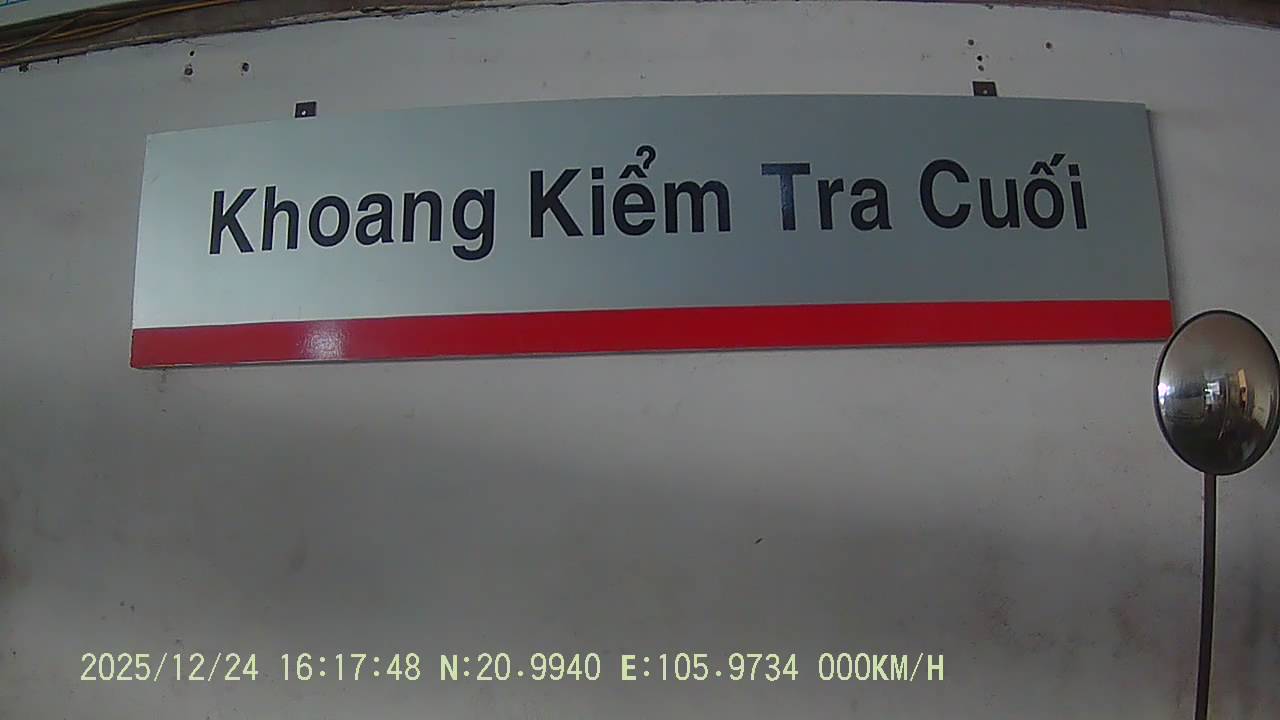 Khoang Kiểm Tra Cuối
2025/12/24 16:17:48 N:20.9940 E:105.9734 000KM/H